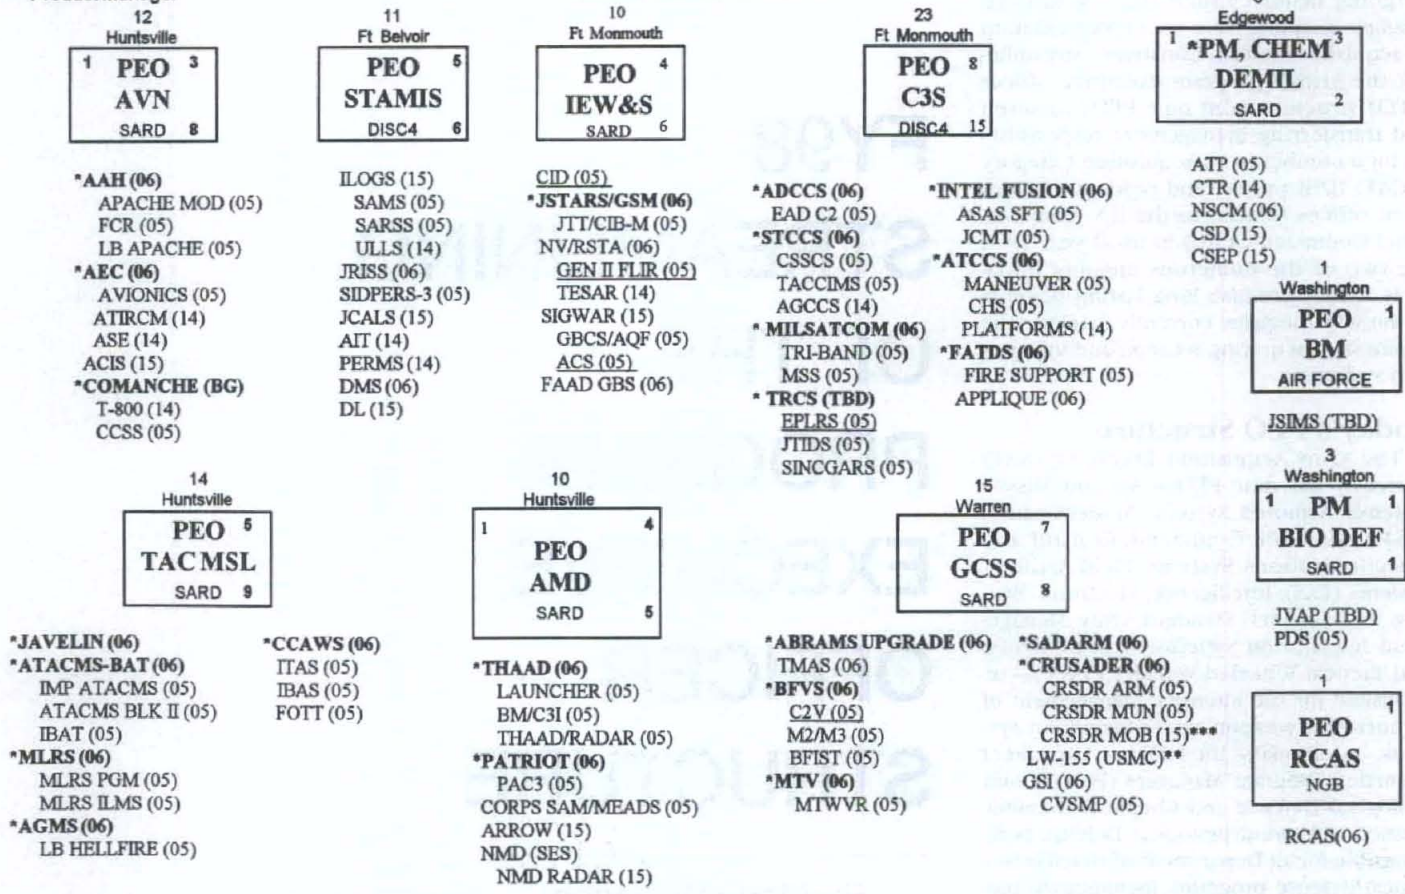 12
Huntsville
1 PEO 3
AVN
SARD 8
*AAH (06)
APACHE MOD (05)
FCR (05)
LB APACHE (05)
*AEC (06)
AVIONICS (05)
ATIRCM (14)
ASE (14)
ACIS (15)
*COMANCHE (BG)
T-800 (14)
CCSS (05)
11
Ft Belvoir
PEO 5
STAMIS
DISC4 6
ILOGS (15)
SAMS (05)
SARSS (05)
ULLS (14)
JRISS (06)
SIDPERS-3 (05)
JCALS (15)
AIT (14)
PERMS (14)
DMS (06)
DL (15)
10
Ft Monmouth
PEO 4
IEW&S
SARD 6
CID (05)
*JSTARS/GSM (06)
JTT/CIB-M (05)
NV/RSTA (06)
GEN II FLIR (05)
TESAR (14)
SIGWAR (15)
GBCS/AQF (05)
ACS (05)
FAAD GBS (06)
23
Ft Monmouth
PEO 8
C3S
DISC4 15
*ADCCS (06)
EAD C2 (05)
*STCCS (06)
CSSCS (05)
TACCIMS (05)
AGCCS (14)
* MILSATCOM (06)
TRI-BAND (05)
MSS (05)
* TRCS (TBD)
EPLRS (05)
JTIDS (05)
SINCGARS (05)
*INTEL FUSION (06)
ASAS SFT (05)
JCMT (05)
*ATCCS (06)
MANEUVER (05)
CHS (05)
PLATFORMS (14)
*FATDS (06)
FIRE SUPPORT (05)
APPLIQUE (06)
Edgewood
1 *PM, CHEM 3
DEMIL
SARD 2
ATP (05)
CTR (14)
NSCM (06)
CSD (15)
CSEP (15)
1
Washington
PEO 1
BM
AIR FORCE
JSIMS (TBD)
3
Washington
1 PM 1
BIO DEF
SARD 1
JVAP (TBD)
PDS (05)
1
PEO 1
RCAS
NGB
RCAS(06)
14
Huntsville
PEO 5
TAC MSL
SARD 9
*JAVELIN (06)
*ATACMS-BAT (06)
IMP ATACMS (05)
ATACMS BLK II (05)
IBAT (05)
*MLRS (06)
MLRS PGM (05)
MLRS ILMS (05)
*AGMS (06)
LB HELLFIRE (05)
*CCAWS (06)
ITAS (05)
IBAS (05)
FOTT (05)
10
Huntsville
1 4
PEO
AMD
SARD 5
*THAAD (06)
LAUNCHER (05)
BM/C3I (05)
THAAD/RADAR (05)
*PATRIOT (06)
PAC3 (05)
CORPS SAM/MEADS (05)
ARROW (15)
NMD (SES)
NMD RADAR (15)
15
Warren
PEO 7
GCSS
SARD 8
*ABRAMS UPGRADE (06)
TMAS (06)
*BFVS (06)
C2V (05)
M2/M3 (05)
BFIST (05)
*MTV (06)
MTWVR (05)
*SADARM (06)
*CRUSADER (06)
CRSDR ARM (05)
CRSDR MUN (05)
CRSDR MOB (15)***
LW-155 (USMC)**
GSI (06)
CVSMP (05)